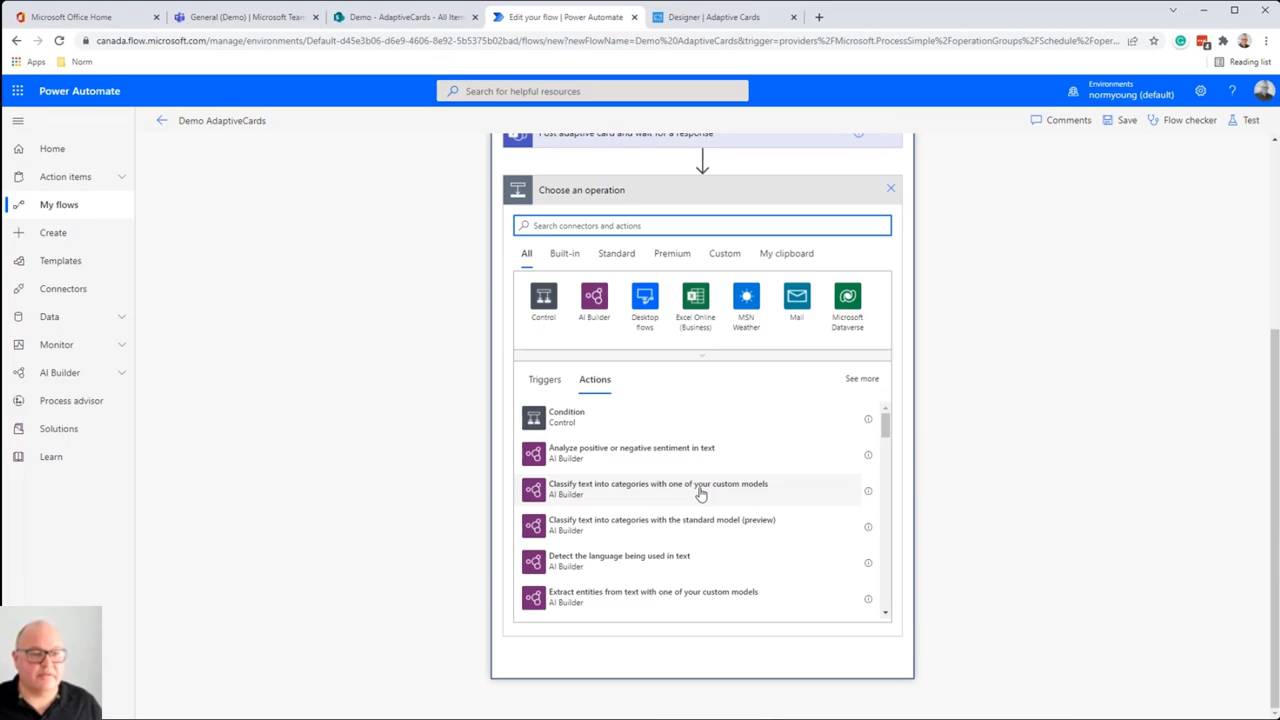 Microsoft Office Home
General (Demo) | Microsoft Team
Demo - AdaptiveCards - All Item
Edit your flow | Power Automate
Designer | Adaptive Cards
canada.flow.microsoft.com/manage/environments/Default-d45e3b06-d6e9-4606-8e92-5b5375b02bad/flows/new?newFlowName=Demo%20AdaptiveCards&trigger=providers%2FMicrosoft.ProcessSimple%2FoperationGroups%2FSchedule%2Foper...
Apps
Norm
Reading list
Power Automate
Search for helpful resources
Environments
normyoung (default)
Demo AdaptiveCards
Comments
Save
Flow checker
Test
Home
Action items
My flows
Create
Templates
Connectors
Data
Monitor
AI Builder
Process advisor
Solutions
Learn
Post adaptive card and wait for a response
Choose an operation
Search connectors and actions
All
Built-in
Standard
Premium
Custom
My clipboard
Control
AI Builder
Desktop flows
Excel Online (Business)
MSN Weather
Mail
Microsoft Dataverse
Triggers
Actions
See more
Condition
Control
Analyze positive or negative sentiment in text
AI Builder
Classify text into categories with one of your custom models
AI Builder
Classify text into categories with the standard model (preview)
AI Builder
Detect the language being used in text
AI Builder
Extract entities from text with one of your custom models
AI Builder